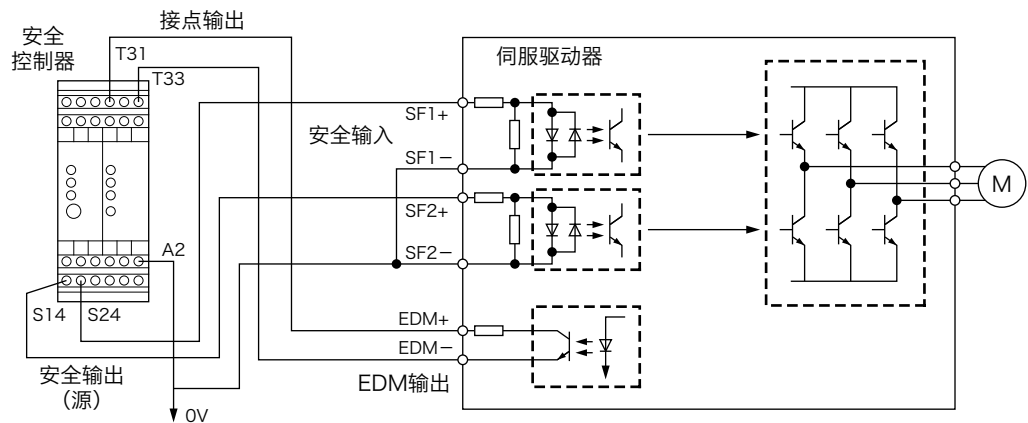 接点输出
安全
控制器
T31
T33
伺服驱动器
SF1+
安全输入
SF1－
SF2+
SF2－
M
A2
S14
S24
EDM+
EDM－
安全输出
（源）
EDM输出
0V